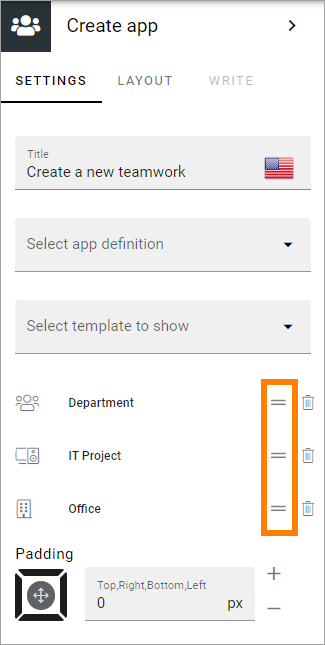 Create app
SETTINGS LAYOUT WRITE
Title
Create a new teamwork
Select app definition
Select template to show
Department
IT Project
Office
Padding
Top,Right,Bottom,Left
0 px